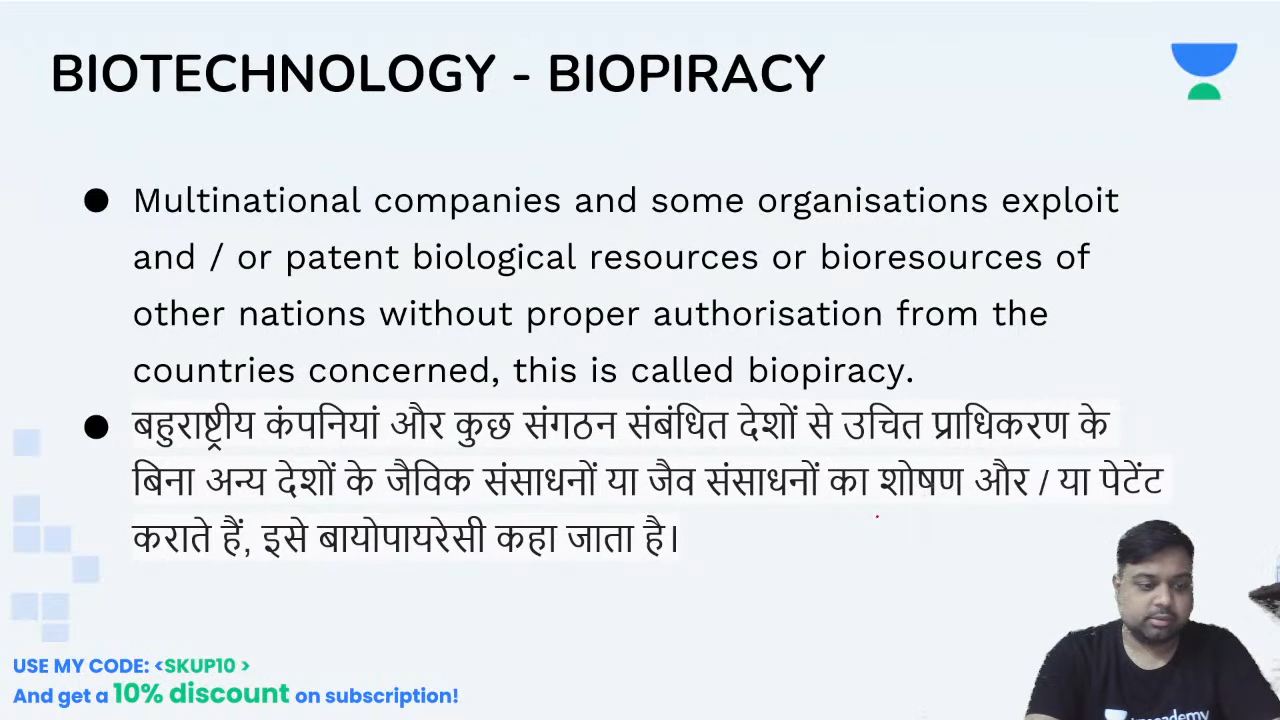 BIOTECHNOLOGY - BIOPIRACY
● Multinational companies and some organisations exploit
and / or patent biological resources or bioresources of
other nations without proper authorisation from the
countries concerned, this is called biopiracy.
● बहुराष्ट्रीय कंपनियां और कुछ संगठन संबंधित देशों से उचित प्राधिकरण के
बिना अन्य देशों के जैविक संसाधनों या जैव संसाधनों का शोषण और / या पेटेंट
कराते हैं, इसे बायोपायरेसी कहा जाता है।
USE MY CODE: <SKUP10 >
And get a 10% discount on subscription!